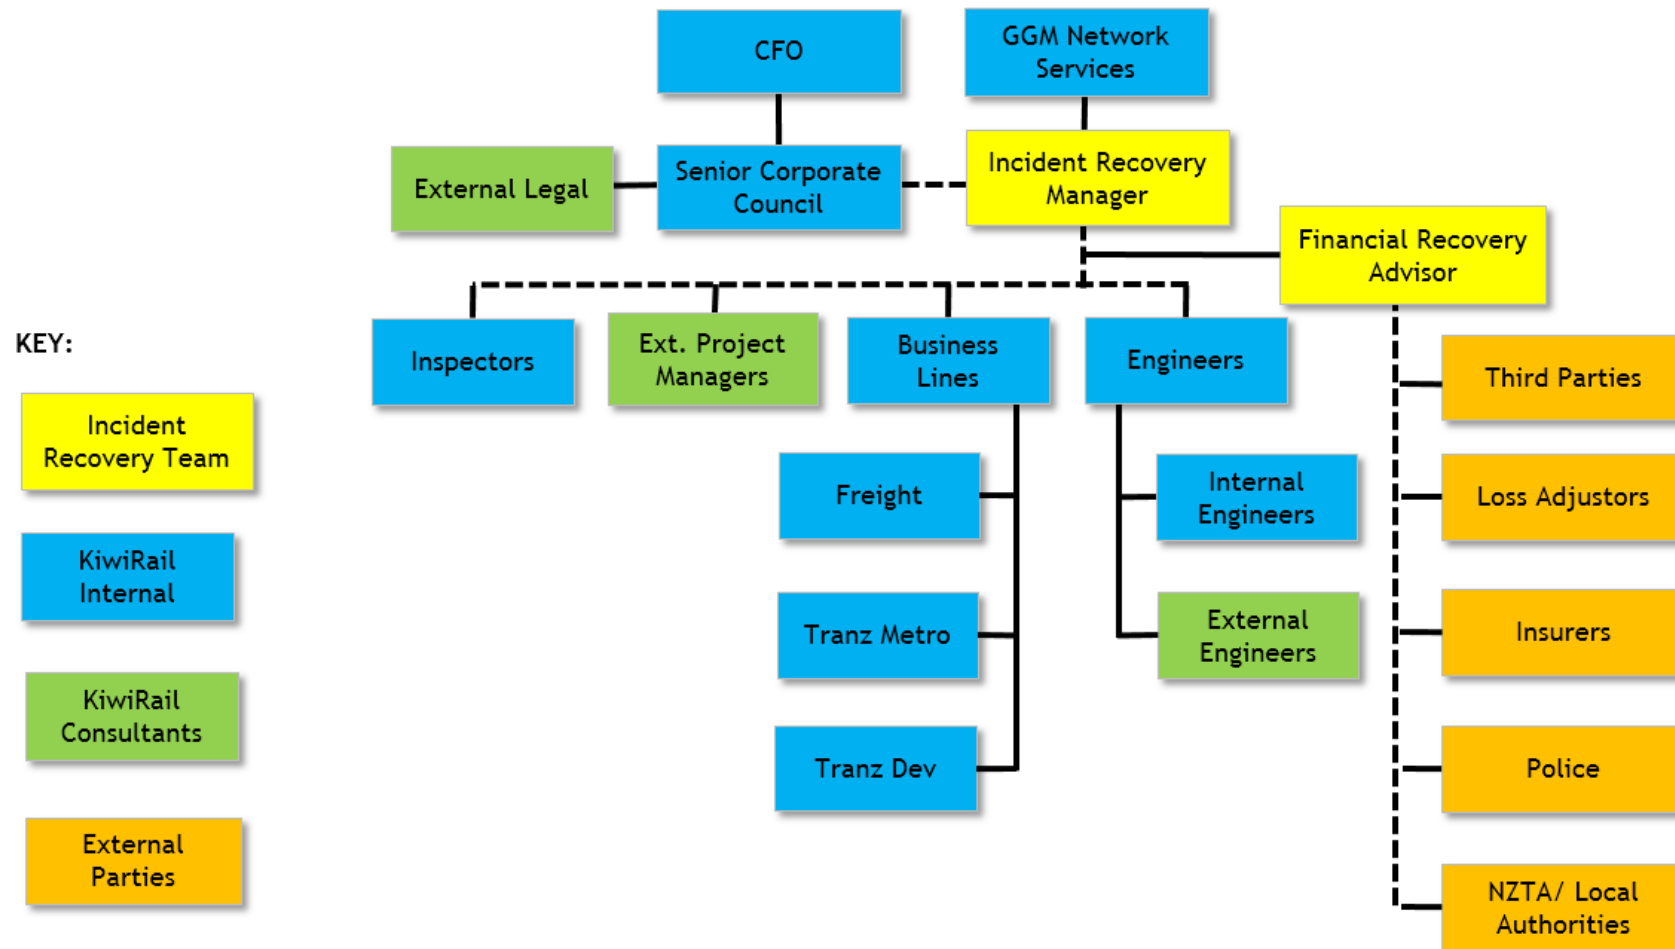 CFO
GGM Network
Services
External Legal
Senior Corporate
Council
Incident Recovery
Manager
Financial Recovery
Advisor
Inspectors
Ext. Project
Managers
Business
Lines
Engineers
Third Parties
Freight
Internal
Engineers
Loss Adjustors
Tranz Metro
External
Engineers
Insurers
Tranz Dev
Police
NZTA/ Local
Authorities
KEY:
Incident
Recovery Team
KiwiRail
Internal
KiwiRail
Consultants
External
Parties